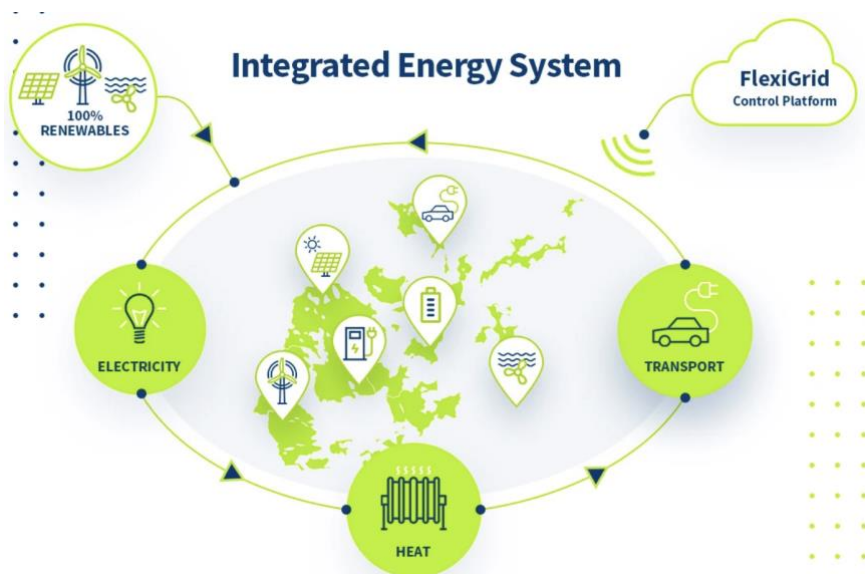 Integrated Energy System
100%
RENEWABLES
FlexiGrid
Control Platform
ELECTRICITY
TRANSPORT
HEAT